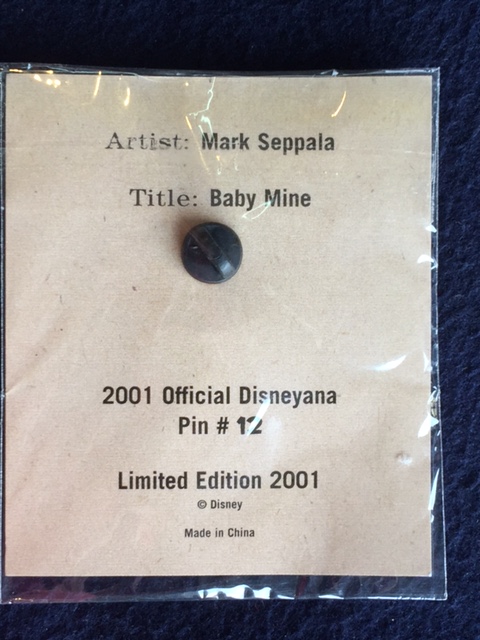 Artist: Mark Seppala
Title: Baby Mine
2001 Official Disneyana
Pin # 12
Limited Edition 2001
© Disney
Made in China